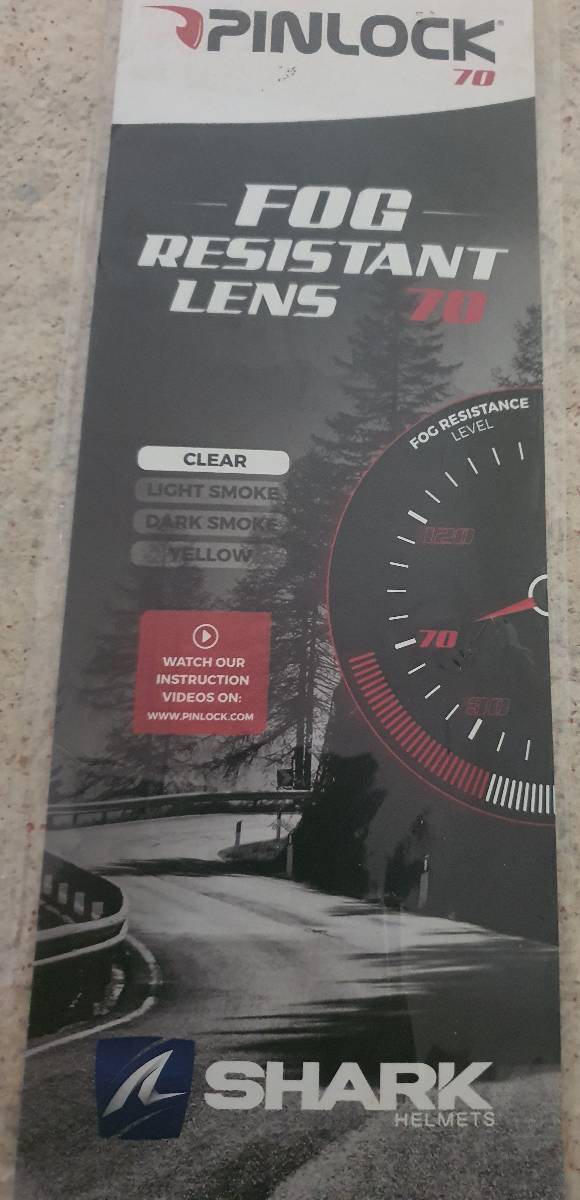 PINLOCK®
70
FOG
RESISTANT
LENS 70
FOG RESISTANCE
LEVEL
CLEAR
LIGHT SMOKE
DARK SMOKE
YELLOW
120
70
30
WATCH OUR
INSTRUCTION
VIDEOS ON:
WWW.PINLOCK.COM
SHARK
HELMETS